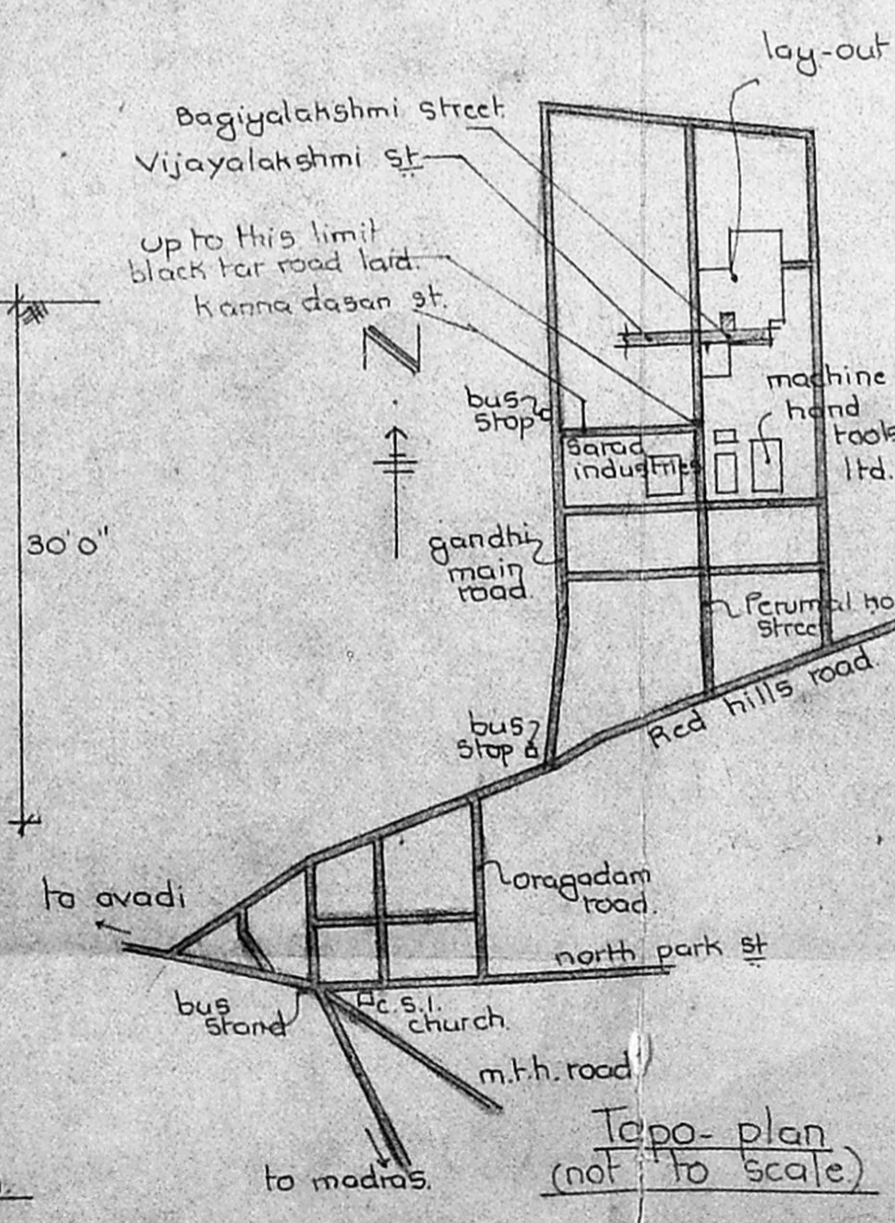 lay-out
Bagiyalakshmi street.
Vijayalakshmi st
up to this limit
black tar road laid.
kannadasan st.
N
bus
stop
machine
hand
tools
ltd.
Sarad
industries
30'0"
gandhi
main
road.
Perumal
street
Red hills road.
bus
stop
to avadi
oragadam
road.
north park st
bus
stand
c.s.i.
church.
m.t.h. road
to madras.
Topo- plan
(not to scale)